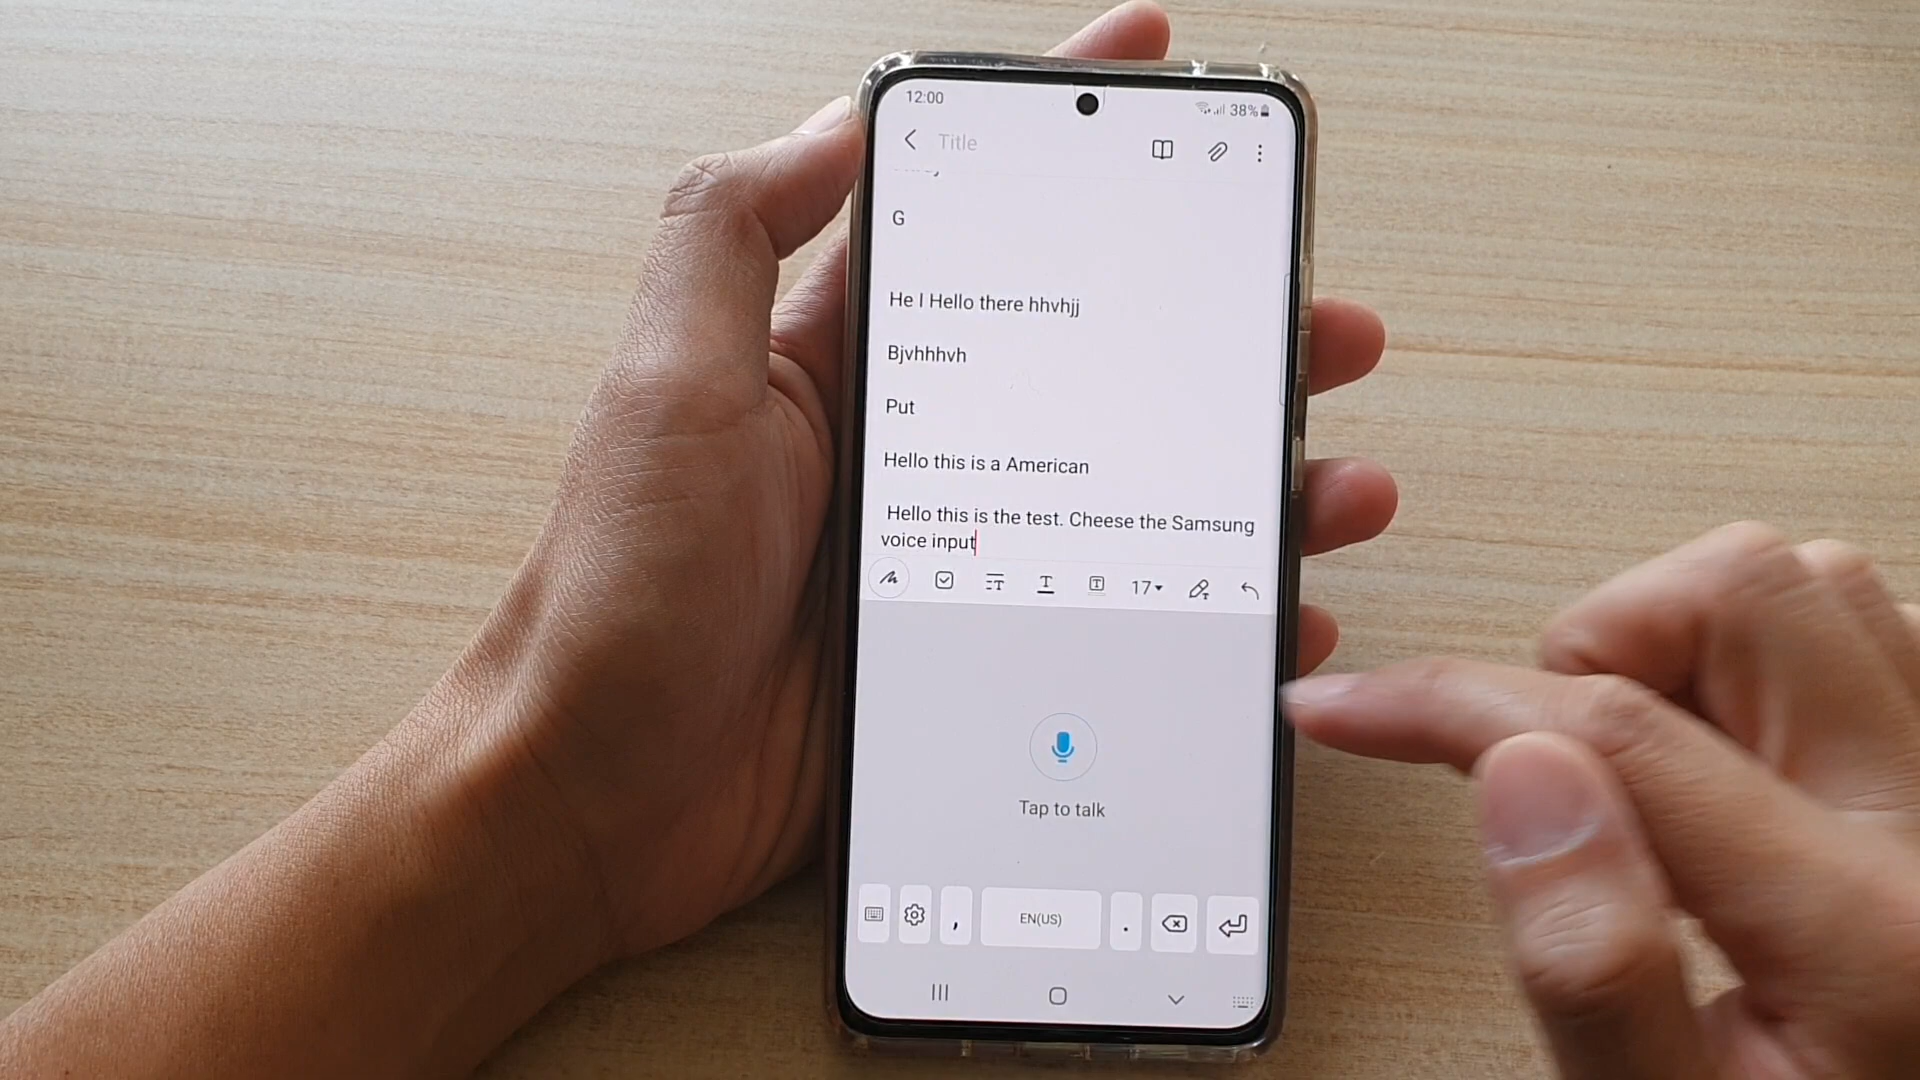 12:00
38%
Title
G
He I Hello there hhvhjj
Bjvhhhvh
Put
Hello this is a American
Hello this is the test. Cheese the Samsung
voice input
17
Tap to talk
, EN(US) .